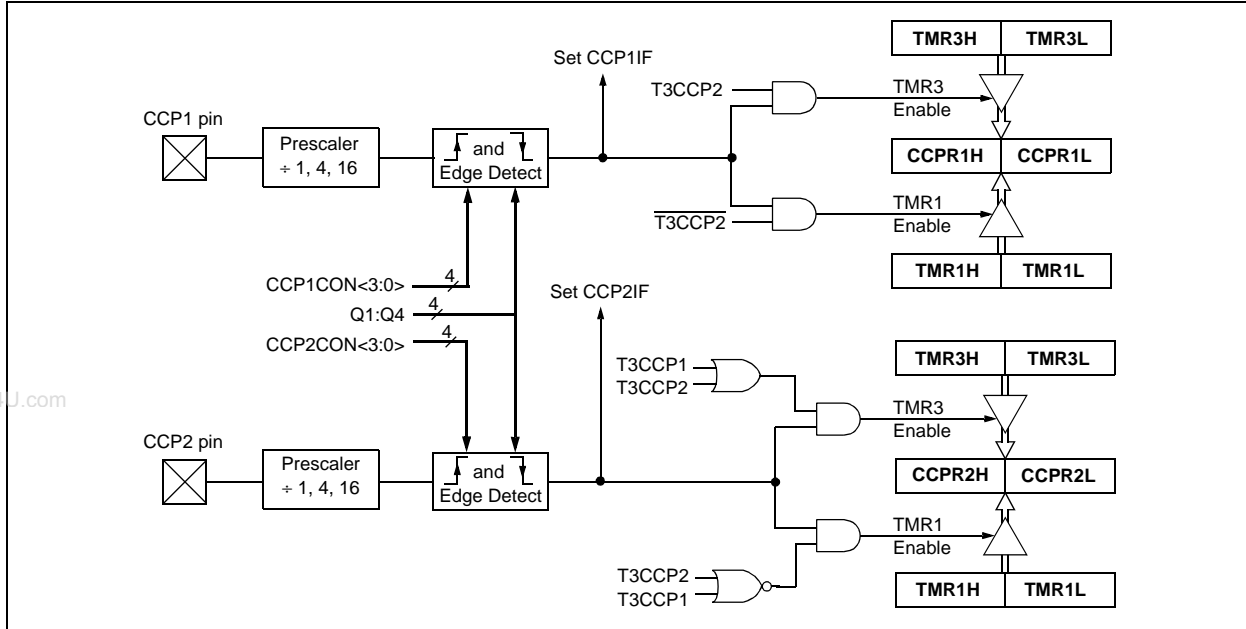 TMR3H TMR3L
Set CCP1IF
T3CCP2
TMR3
Enable
CCP1 pin
Prescaler
÷ 1, 4, 16
and
Edge Detect
CCPR1H CCPR1L
T3CCP2
TMR1
Enable
TMR1H TMR1L
CCP1CON<3:0> 4
Q1:Q4 4
CCP2CON<3:0> 4
Set CCP2IF
TMR3H TMR3L
T3CCP1
T3CCP2
TMR3
Enable
U.com
CCP2 pin
Prescaler
÷ 1, 4, 16
and
Edge Detect
CCPR2H CCPR2L
TMR1
Enable
T3CCP2
T3CCP1
TMR1H TMR1L